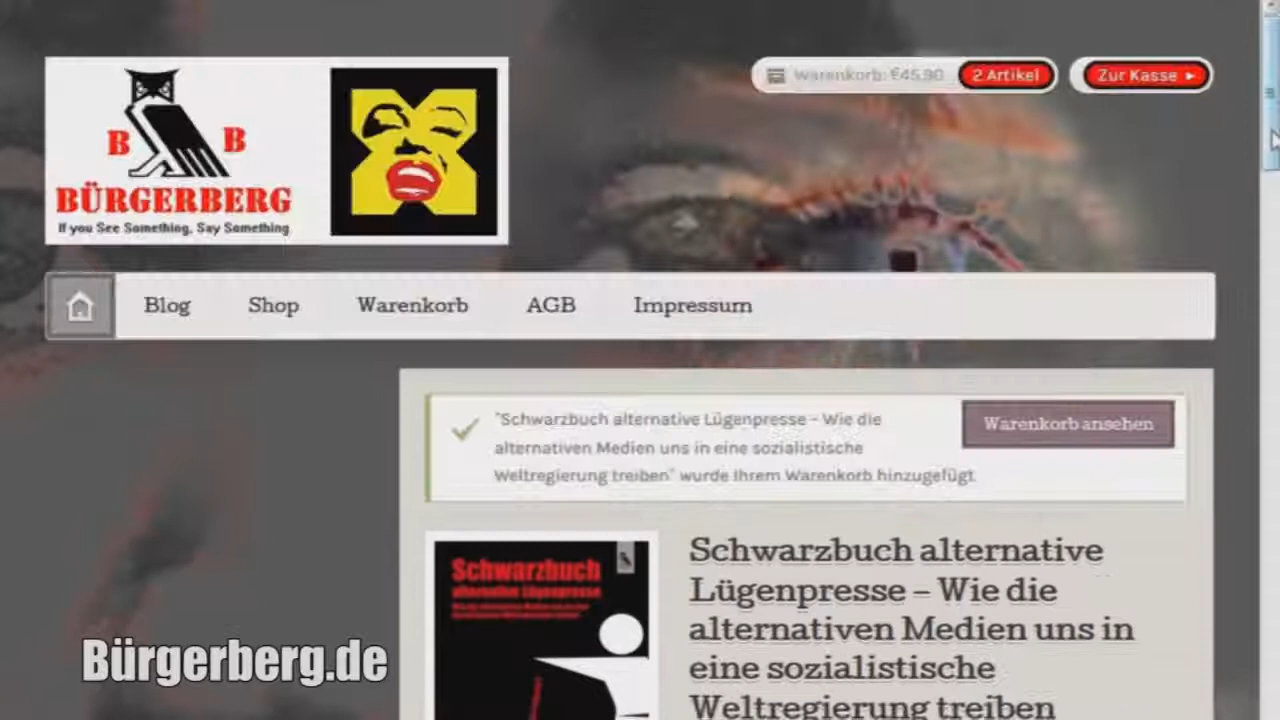 warenkorb: €45.90 2 Artikel Zur Kasse ►
B B
BÜRGERBERG
If you See Something, Say Something
Blog Shop Warenkorb AGB Impressum
"Schwarzbuch alternative Lügenpresse – Wie die
alternativen Medien uns in eine sozialistische
Weltregierung treiben" wurde Ihrem Warenkorb hinzugefügt.
Warenkorb ansehen
Schwarzbuch
alternative Lügenpresse
Schwarzbuch alternative
Lügenpresse – Wie die
alternativen Medien uns in
eine sozialistische
Weltregierung treiben
Bürgerberg.de